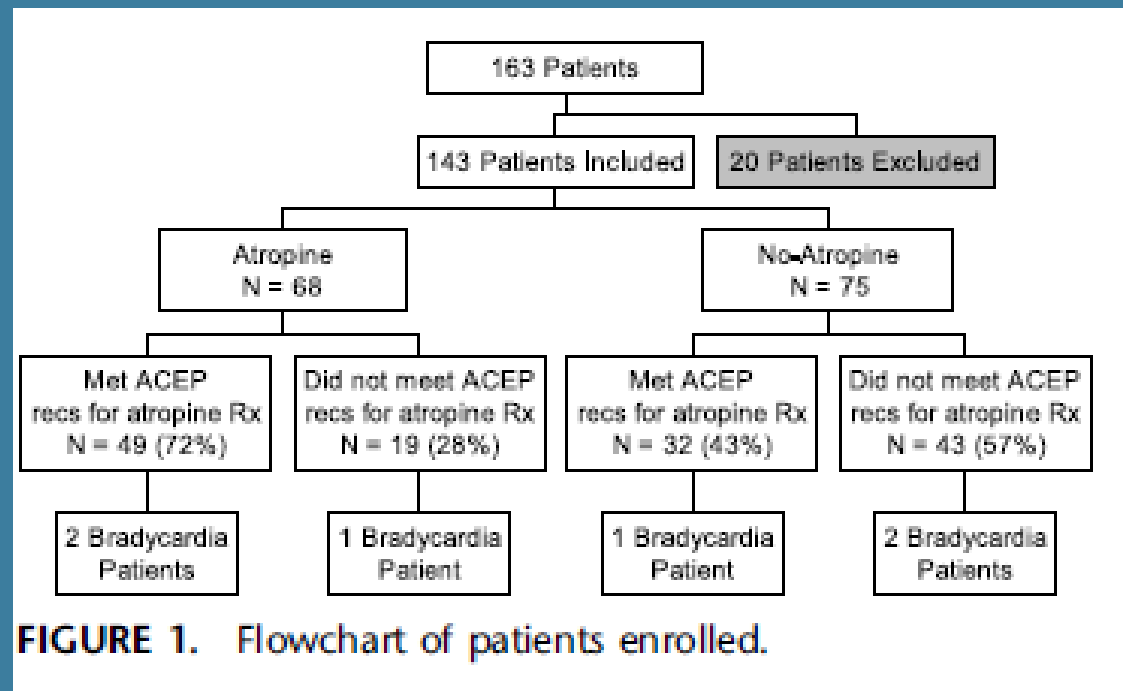 163 Patients
143 Patients Included
20 Patients Excluded
Atropine
N = 68
No-Atropine
N = 75
Met ACEP
recs for atropine Rx
N = 49 (72%)
Did not meet ACEP
recs for atropine Rx
N = 19 (28%)
Met ACEP
recs for atropine Rx
N = 32 (43%)
Did not meet ACEP
recs for atropine Rx
N = 43 (57%)
2 Bradycardia
Patients
1 Bradycardia
Patient
1 Bradycardia
Patient
2 Bradycardia
Patients
FIGURE 1. Flowchart of patients enrolled.